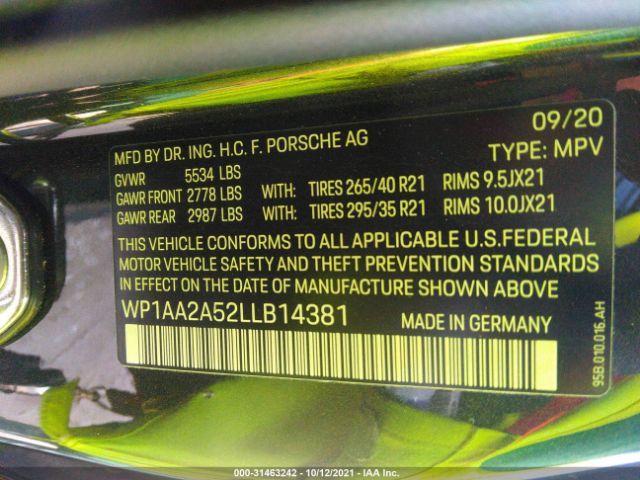 09/20
MFD BY DR. ING. H.C. F. PORSCHE AG
TYPE: MPV
GVWR 5534 LBS
GAWR FRONT 2778 LBS WITH: TIRES 265/40 R21 RIMS 9.5JX21
GAWR REAR 2987 LBS WITH: TIRES 295/35 R21 RIMS 10.0JX21
THIS VEHICLE CONFORMS TO ALL APPLICABLE U.S.FEDERAL
MOTOR VEHICLE SAFETY AND THEFT PREVENTION STANDARDS
IN EFFECT ON THE DATE OF MANUFACTURE SHOWN ABOVE
WP1AA2A52LLB14381 MADE IN GERMANY
95B.010.016.AH
000-31463242 - 10/12/2021 - IAA Inc.